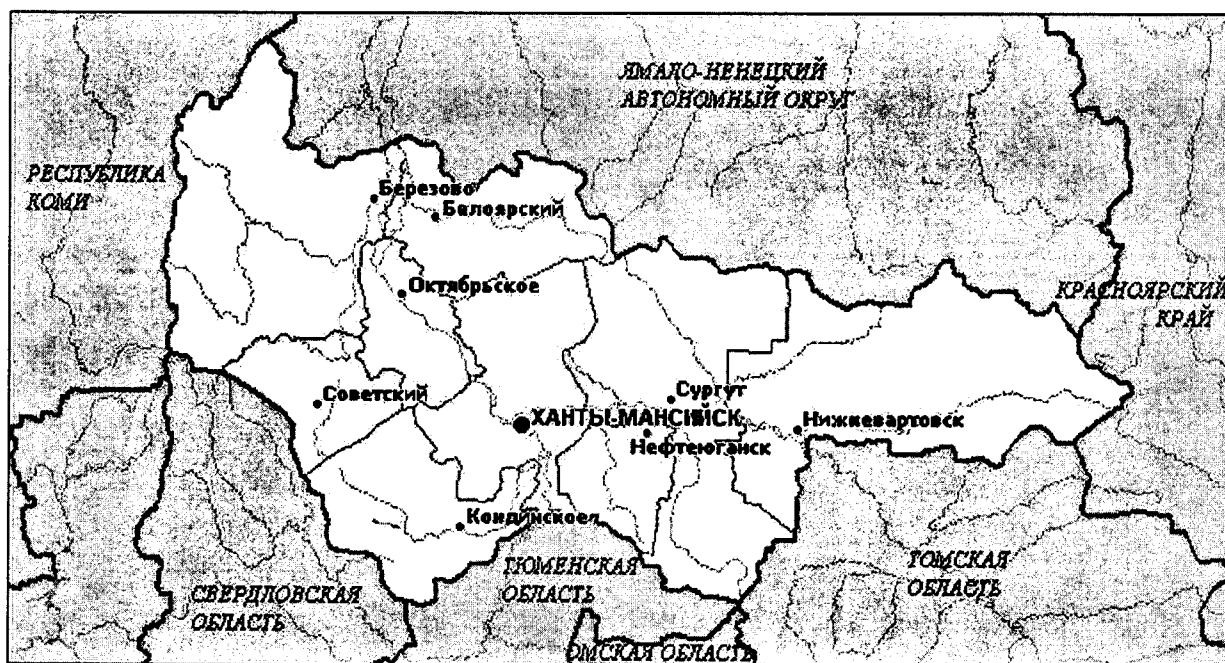 ЯМАЛО-НЕНЕЦКИЙ
АВТОНОМНЫЙ ОКРУГ
РЕСПУБЛИКА
КОМИ
Березово
Белоярский
Октябрьское
КРАСНОЯРСКИЙ
КРАЙ
Советский
Сургут
ХАНТЫ-МАНСИЙСК
Нижневартовск
Нефтеюганск
Кондинское
ТЮМЕНСКАЯ
ОБЛАСТЬ
ТОМСКАЯ
ОБЛАСТЬ
СВЕРДЛОВСКАЯ
ОБЛАСТЬ
ОМСКАЯ ОБЛАСТЬ